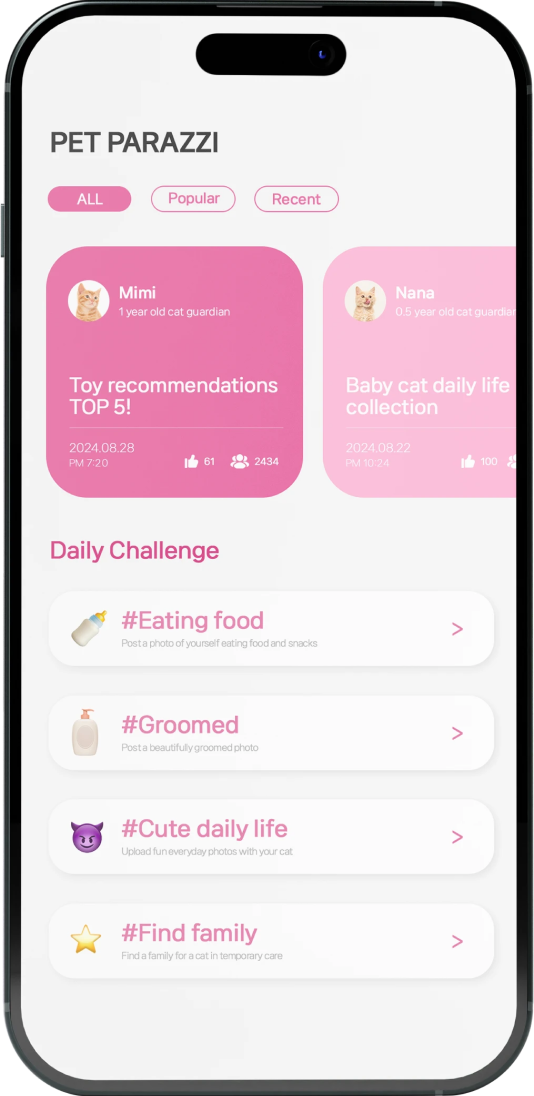 PET PARAZZI
ALL
Popular
Recent
Mimi
1 year old cat guardian
Toy recommendations
TOP 5!
2024.08.28
PM 7:20
61
2434
Nana
0.5 year old cat guardian
Baby cat daily life
collection
2024.08.22
PM 10:24
100
Daily Challenge
#Eating food
Post a photo of yourself eating food and snacks
>
#Groomed
Post a beautifully groomed photo
>
#Cute daily life
Upload fun everyday photos with your cat
>
#Find family
Find a family for a cat in temporary care
>